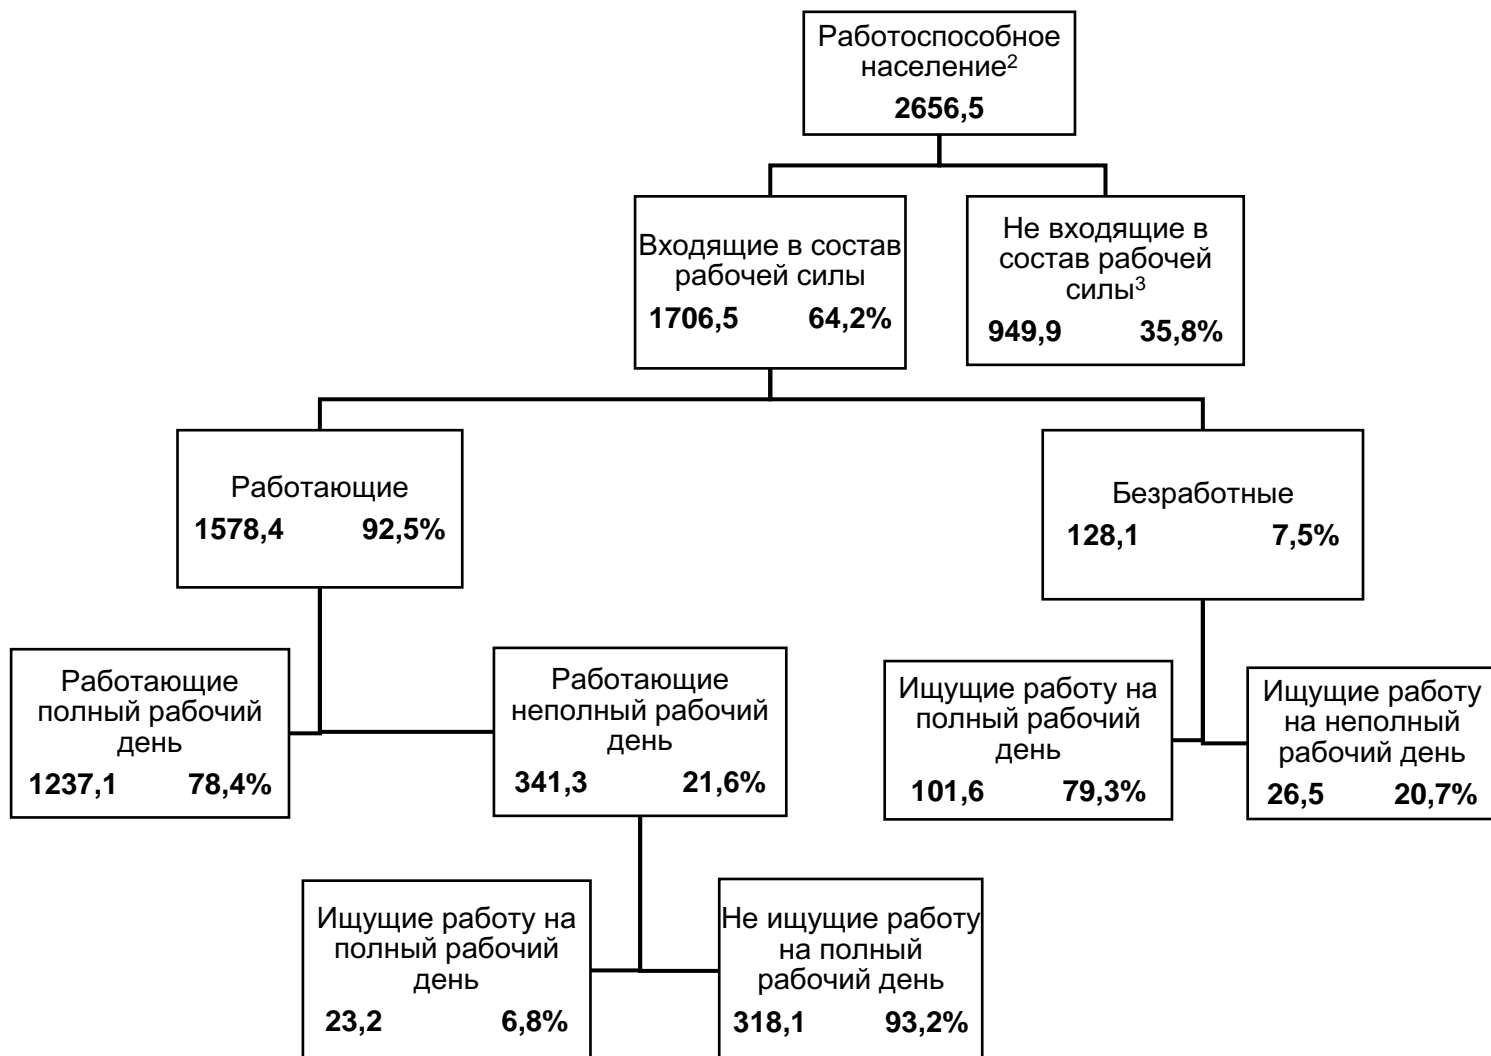 Работоспособное
население²
2656,5
Входящие в состав
рабочей силы
1706,5 64,2%
Не входящие в
состав рабочей
силы³
949,9 35,8%
Работающие
1578,4 92,5%
Безработные
128,1 7,5%
Работающие
полный рабочий
день
1237,1 78,4%
Работающие
неполный рабочий
день
341,3 21,6%
Ищущие работу на
полный рабочий
день
101,6 79,3%
Ищущие работу
на неполный
рабочий день
26,5 20,7%
Ищущие работу на
полный рабочий
день
23,2 6,8%
Не ищущие работу
на полный
рабочий день
318,1 93,2%